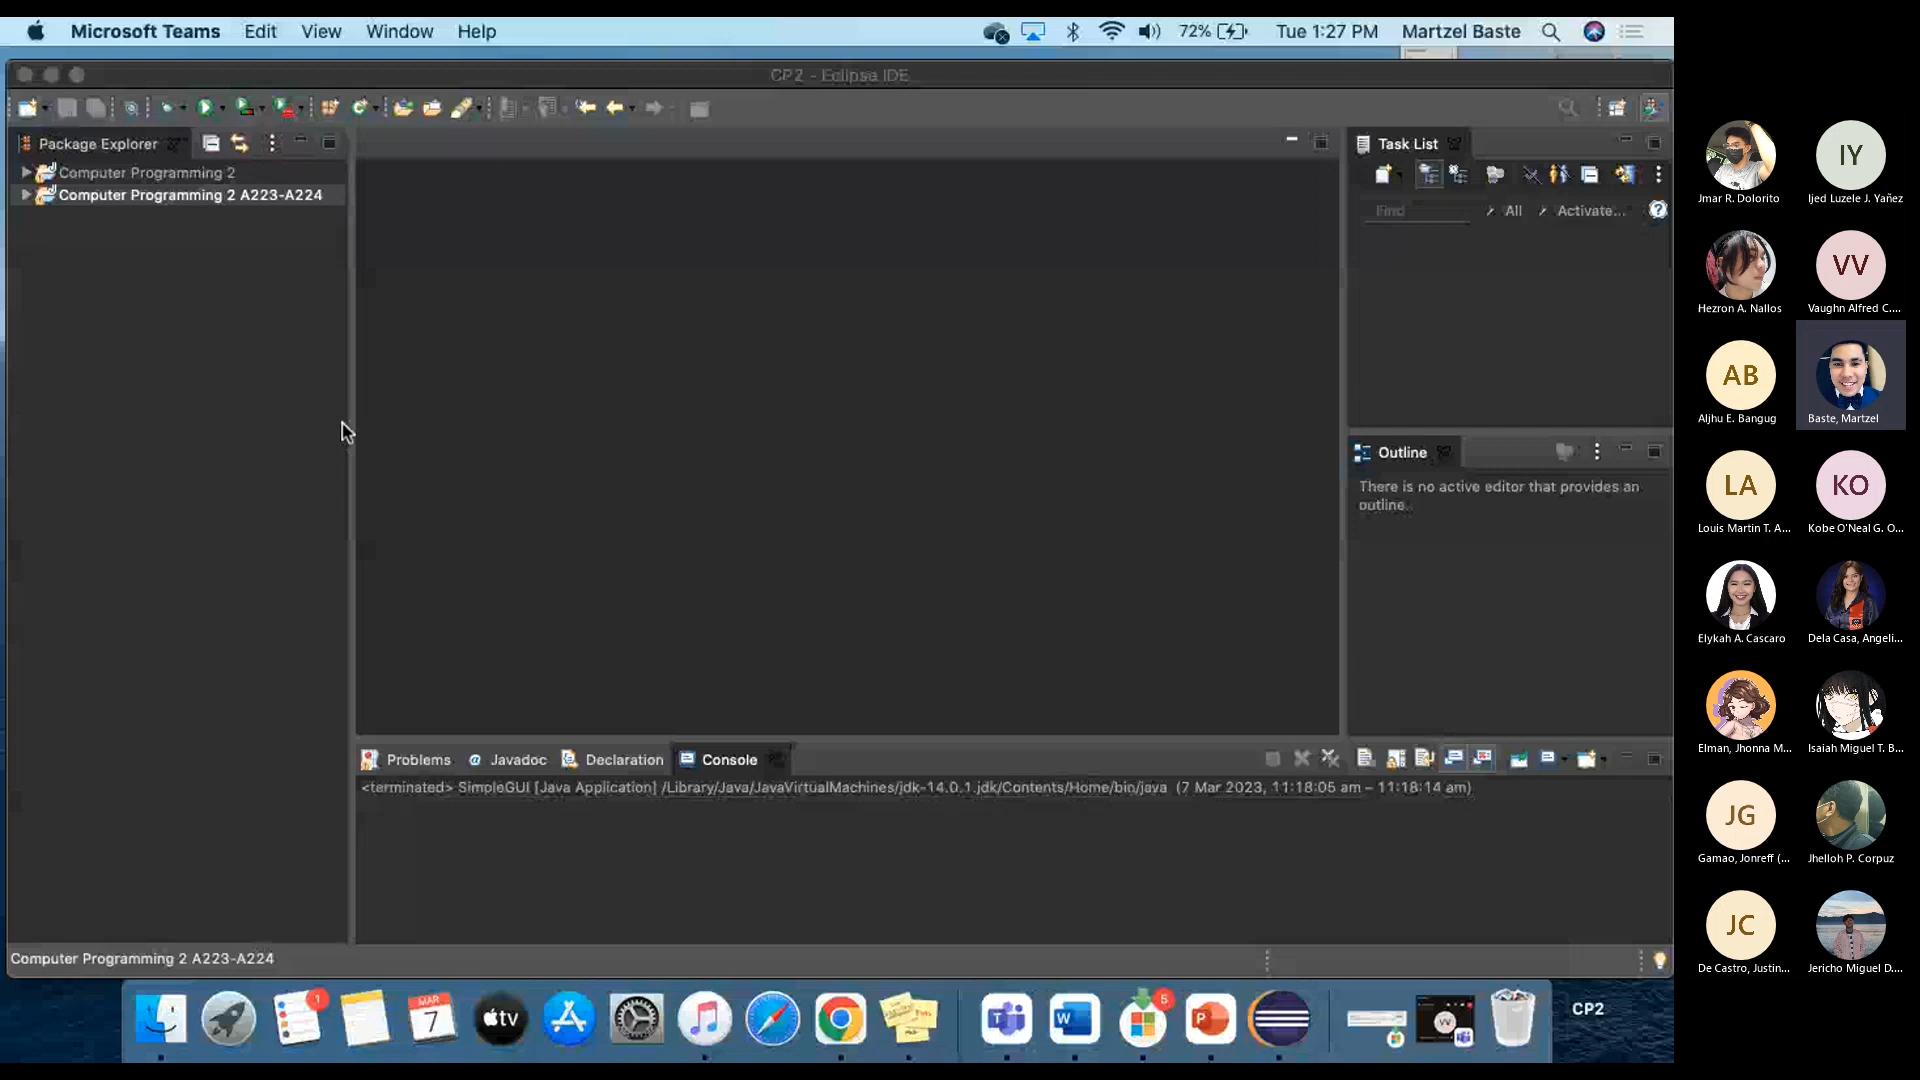 Microsoft Teams Edit View Window Help 72% Tue 1:27 PM Martzel Baste
CP2 - Eclipse IDE
Package Explorer
Computer Programming 2
Computer Programming 2 A223-A224
Task List
Find All Activate...
Outline
There is no active editor that provides an
outline.
Problems @ Javadoc Declaration Console
<terminated> SimpleGUI [Java Application] /Library/Java/JavaVirtualMachines/jdk-14.0.1.jdk/Contents/Home/bin/java (7 Mar 2023, 11:18:05 am – 11:18:14 am)
Computer Programming 2 A223-A224
1
MAR
7
tv
W
5
P
VV
CP2
IY
Jmar R. Dolorito Ijed Luzele J. Yañez
VV
Hezron A. Nallos Vaughn Alfred C....
AB
Aljhu E. Bangug Baste, Martzel
LA KO
Louis Martin T. A... Kobe O'Neal G. O...
Elykah A. Cascaro Dela Casa, Angeli...
Elman, Jhonna M... Isaiah Miguel T. B...
JG
Gamao, Jonreff (... Jhelloh P. Corpuz
JC
De Castro, Justin... Jericho Miguel D....